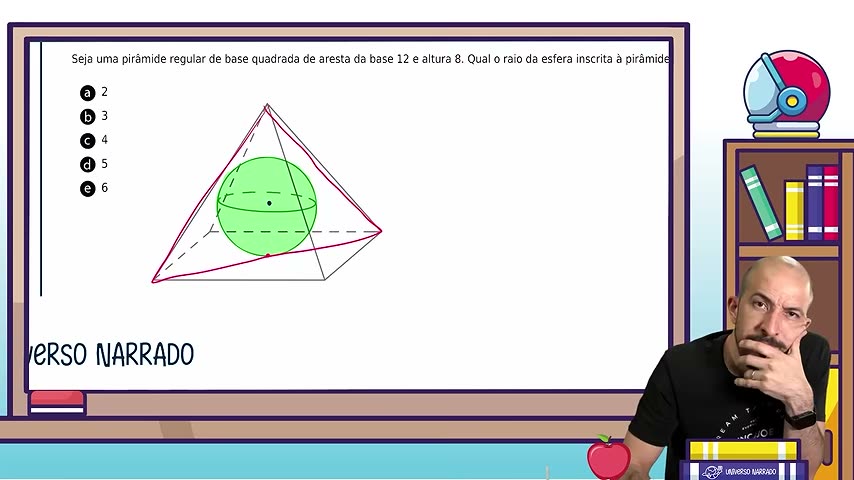 Seja uma pirâmide regular de base quadrada de aresta da base 12 e altura 8. Qual o raio da esfera inscrita à pirâmide
a 2
b 3
c 4
d 5
e 6
VERSO NARRADO
UNIVERSO NARRADO